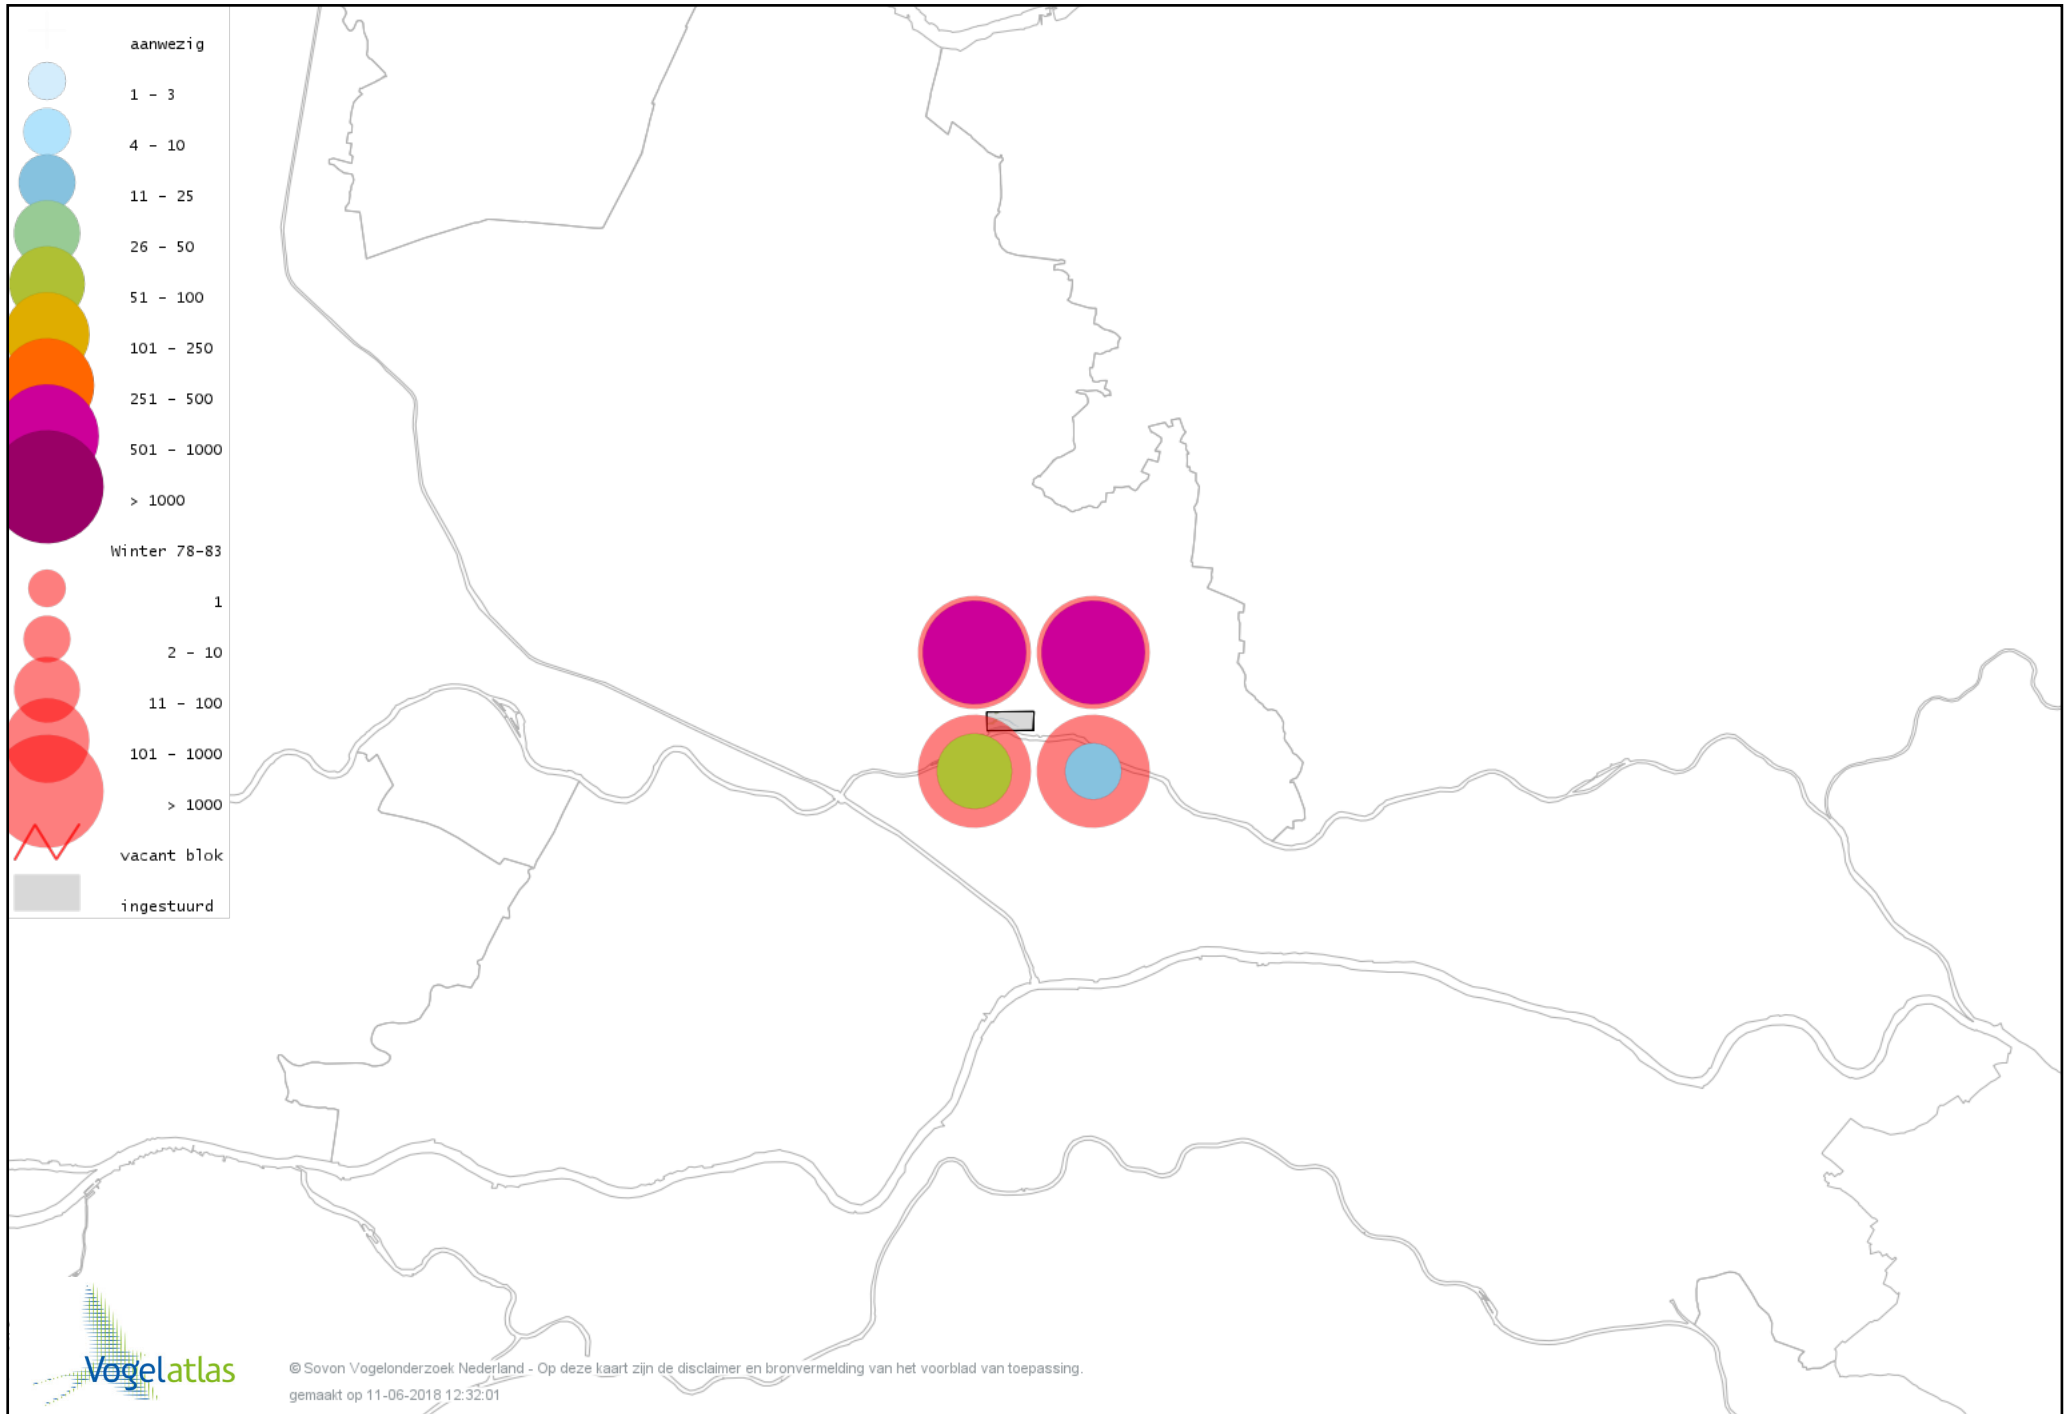 aanwezig
1 - 3
4 - 10
11 - 25
26 - 50
51 - 100
101 - 250
251 - 500
501 - 1000
> 1000
Winter 78-83
1
2 - 10
11 - 100
101 - 1000
> 1000
vacant blok
ingestuurd
Vogelatlas
© Sovon Vogelonderzoek Nederland - Op deze kaart zijn de disclaimer en bronvermelding van het voorblad van toepassing.
gemaakt op 11-06-2018 12:32:01